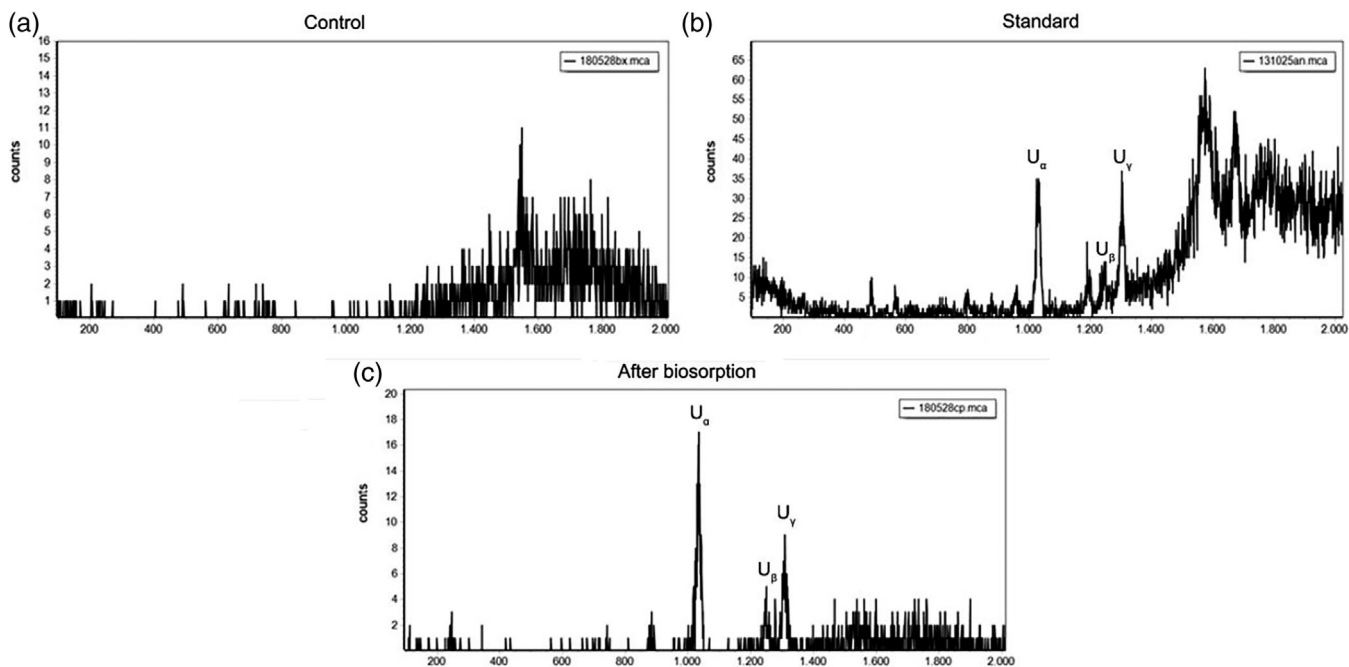 (a)
Control
16
15
14
13
12
11
10
9
8
7
6
5
4
3
2
1
counts
180528bx.mca
200 400 600 800 1.000 1.200 1.400 1.600 1.800 2.000
(b)
Standard
65
60
55
50
45
40
35
30
25
20
15
10
5
counts
131025an.mca
Uα
Uβ
Uγ
200 400 600 800 1.000 1.200 1.400 1.600 1.800 2.000
(c)
After biosorption
20
18
16
14
12
10
8
6
4
2
counts
180528cp.mca
Uα
Uβ
Uγ
200 400 600 800 1.000 1.200 1.400 1.600 1.800 2.000